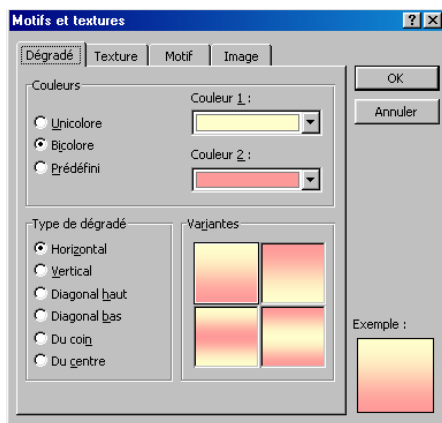 Motifs et textures
Dégradé Texture Motif Image
Couleurs
Unicolore
Bicolore
Prédéfini
Couleur 1 :
Couleur 2 :
OK
Annuler
Type de dégradé
Horizontal
Vertical
Diagonal haut
Diagonal bas
Du coin
Du centre
Variantes
Exemple :